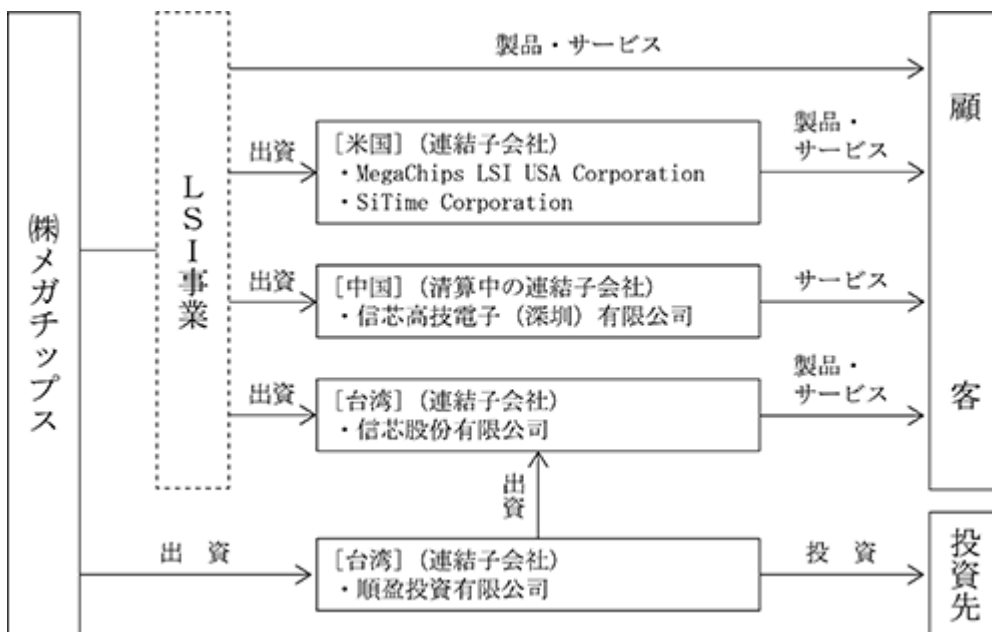 ㈱メガチップス
LSI事業
製品・サービス
出資
[米国](連結子会社)
・MegaChips LSI USA Corporation
・SiTime Corporation
製品・
サービス
出資
[中国](清算中の連結子会社)
・信芯高技電子(深圳)有限公司
サービス
出資
[台湾](連結子会社)
・信芯股份有限公司
製品・
サービス
出資
出 資
[台湾](連結子会社)
・順盈投資有限公司
投 資
顧客
投資先